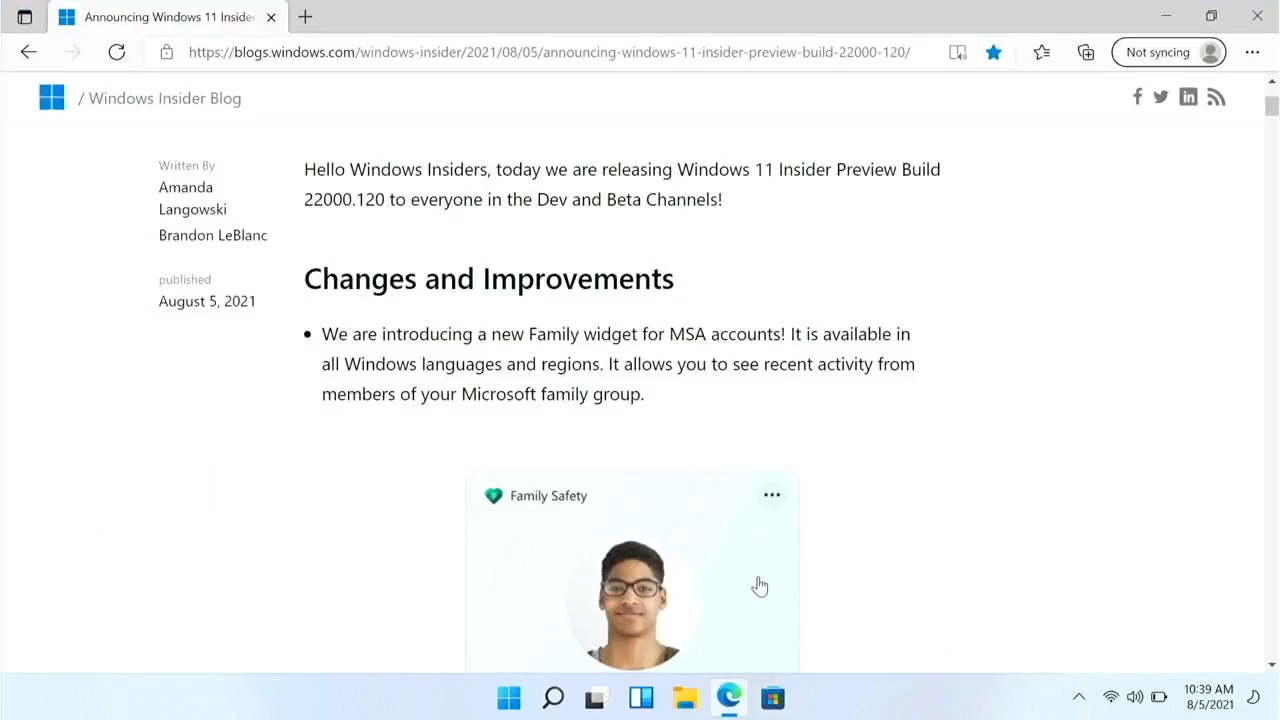 Announcing Windows 11 Insider
https://blogs.windows.com/windows-insider/2021/08/05/announcing-windows-11-insider-preview-build-22000-120/
Not syncing
/ Windows Insider Blog
Written By
Amanda
Langowski
Brandon LeBlanc
published
August 5, 2021
Hello Windows Insiders, today we are releasing Windows 11 Insider Preview Build
22000.120 to everyone in the Dev and Beta Channels!
Changes and Improvements
• We are introducing a new Family widget for MSA accounts! It is available in
all Windows languages and regions. It allows you to see recent activity from
members of your Microsoft family group.
Family Safety
10:39 AM
8/5/2021